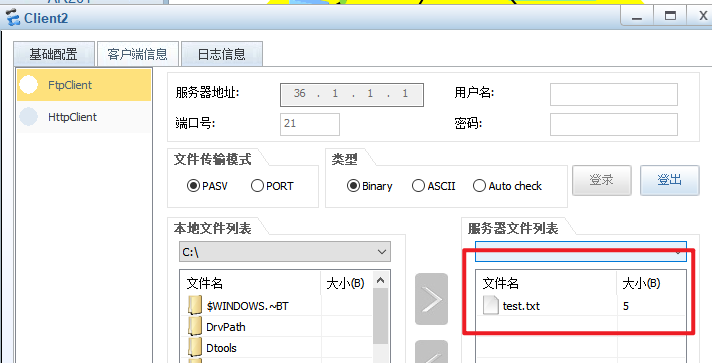 AR201
Client2
基础配置 客户端信息 日志信息
FtpClient
HttpClient
服务器地址: 36 . 1 . 1 . 1 用户名:
端口号: 21 密码:
文件传输模式 类型
PASV PORT Binary ASCII Auto check 登录 登出
本地文件列表 服务器文件列表
C:\
文件名 大小(B) 文件名 大小(B)
$WINDOWS.~BT test.txt 5
DrvPath
Dtools